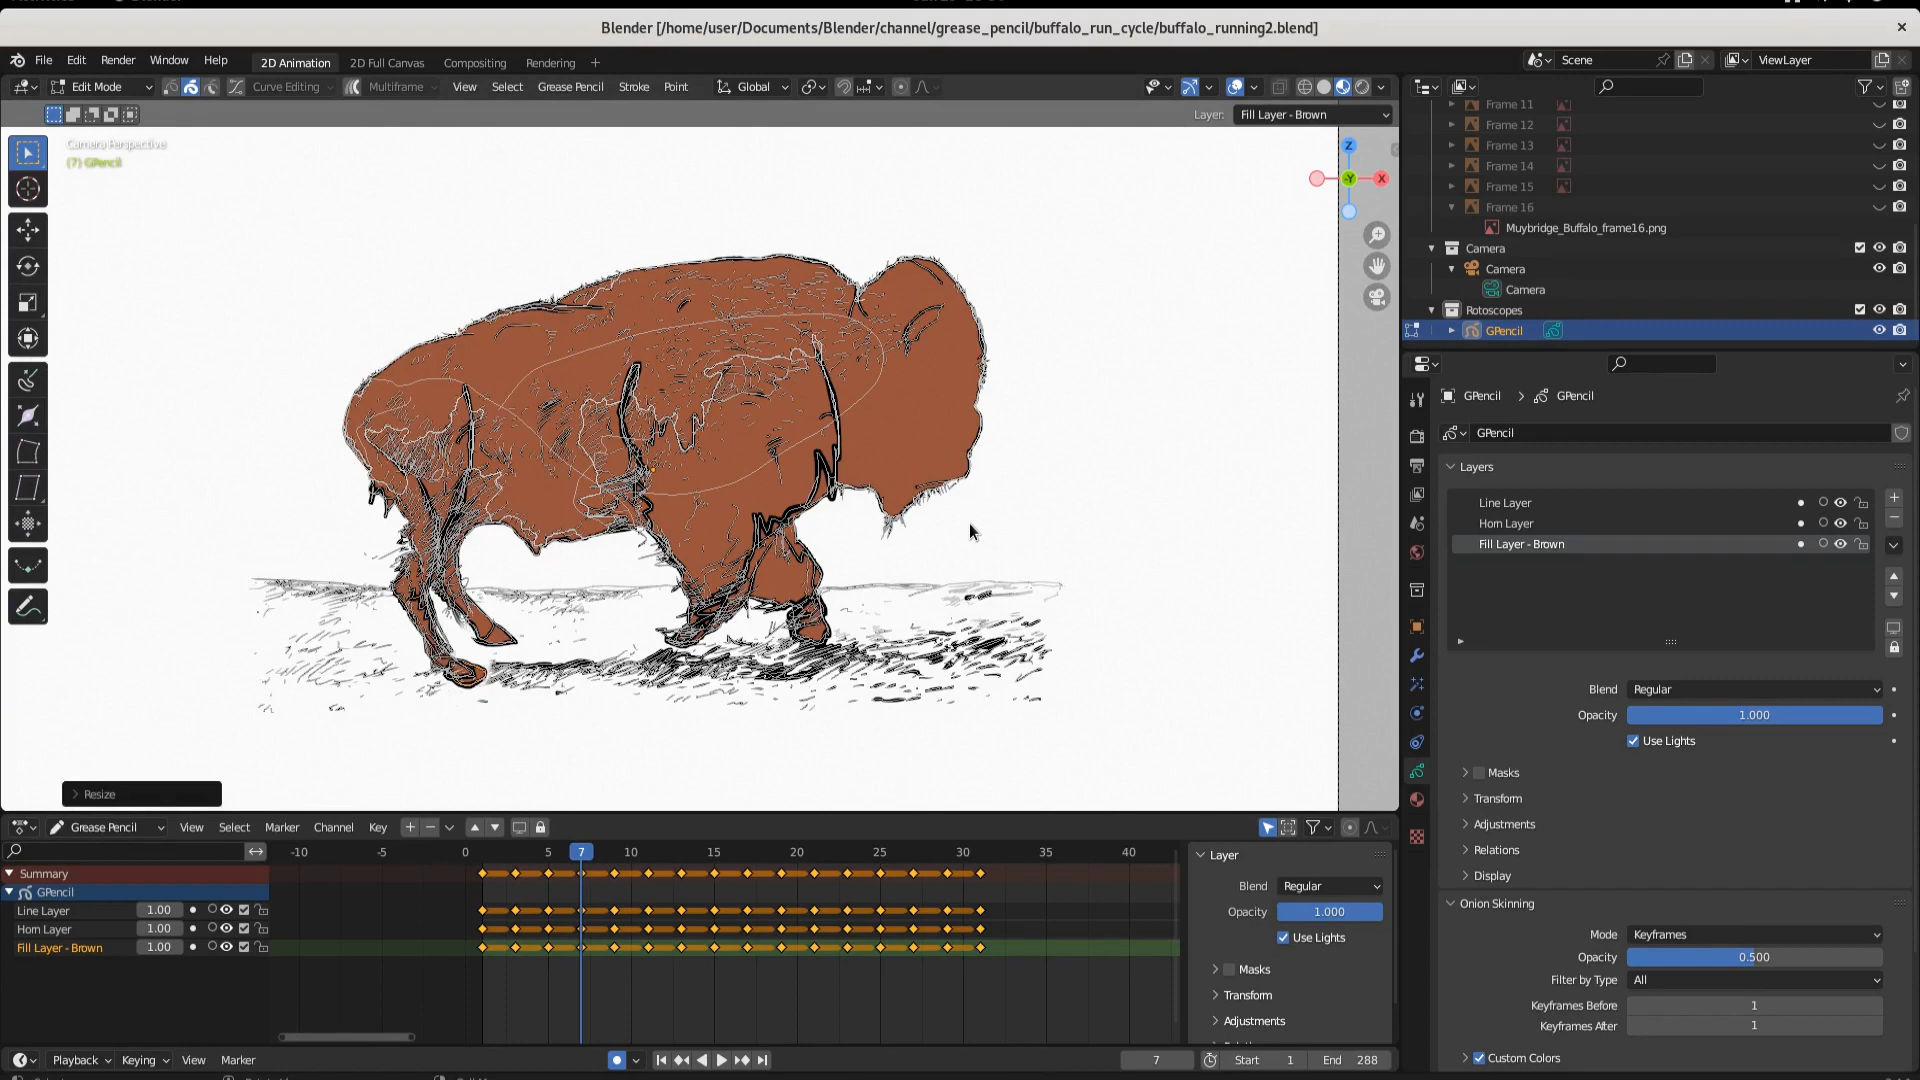 Blender [/home/user/Documents/Blender/channel/grease_pencil/buffalo_run_cycle/buffalo_running2.blend]
File Edit Render Window Help 2D Animation 2D Full Canvas Compositing Rendering + Scene ViewLayer
Edit Mode Curve Editing Multiframe View Select Grease Pencil Stroke Point Global
Layer: Fill Layer - Brown
Camera Perspective
(7) GPencil
Z
-Y
X
Resize
Frame 11
Frame 12
Frame 13
Frame 14
Frame 15
Frame 16
Muybridge_Buffalo_frame16.png
Camera
Camera
Camera
Rotoscopes
GPencil
GPencil > GPencil
GPencil
Layers
Line Layer
Horn Layer
Fill Layer - Brown
Blend Regular
Opacity 1.000
Use Lights
Masks
Transform
Adjustments
Relations
Display
Onion Skinning
Mode Keyframes
Opacity 0.500
Filter by Type All
Keyframes Before 1
Keyframes After 1
Custom Colors
Grease Pencil View Select Marker Channel Key
-10 -5 0 5 7 10 15 20 25 30 35 40
Summary
GPencil
Line Layer 1.00
Horn Layer 1.00
Fill Layer - Brown 1.00
Layer
Blend Regular
Opacity 1.000
Use Lights
Masks
Transform
Adjustments
Playback Keying View Marker 7 Start 1 End 288